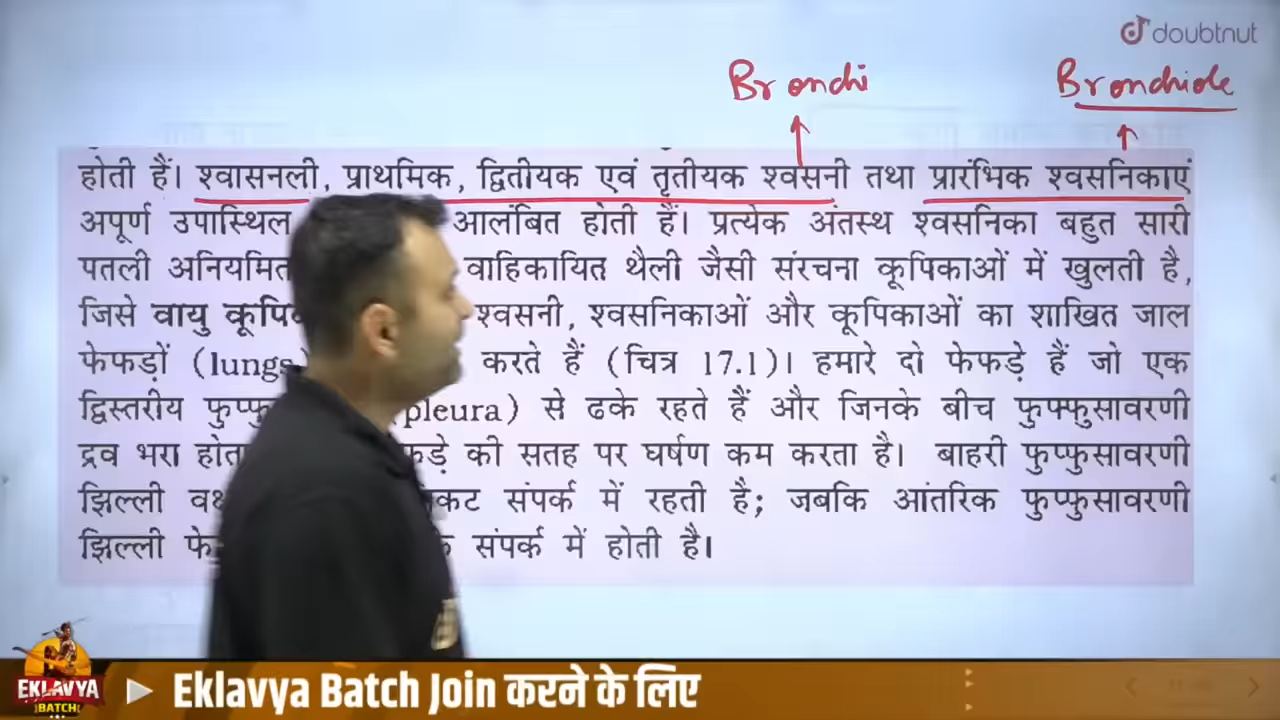 doubtnut
Bronchi Bronchiole
होती हैं। श्वासनली, प्राथमिक, द्वितीयक एवं तृतीयक श्वसनी तथा प्रारंभिक श्वसनिकाएं
अपूर्ण उपास्थिल आलंबित होती हैं। प्रत्येक अंतस्थ श्वसनिका बहुत सारी
पतली अनियमित वाहिकायित थैली जैसी संरचना कूपिकाओं में खुलती है,
जिसे वायु श्वसनी, श्वसनिकाओं और कूपिकाओं का शाखित जाल
फेफड़ों (lungs) करते हैं (चित्र 17.1)। हमारे दो फेफड़े हैं जो एक
द्विस्तरीय (pleura) से ढके रहते हैं और जिनके बीच फुफ्फुसावरणी
द्रव भरा की सतह पर घर्षण कम करता है। बाहरी फुप्फुसावरणी
झिल्ली संपर्क में रहती है; जबकि आंतरिक फुप्फुसावरणी
झिल्ली संपर्क में होती है।
EKLAVYA
BATCH
Eklavya Batch Join करने के लिए